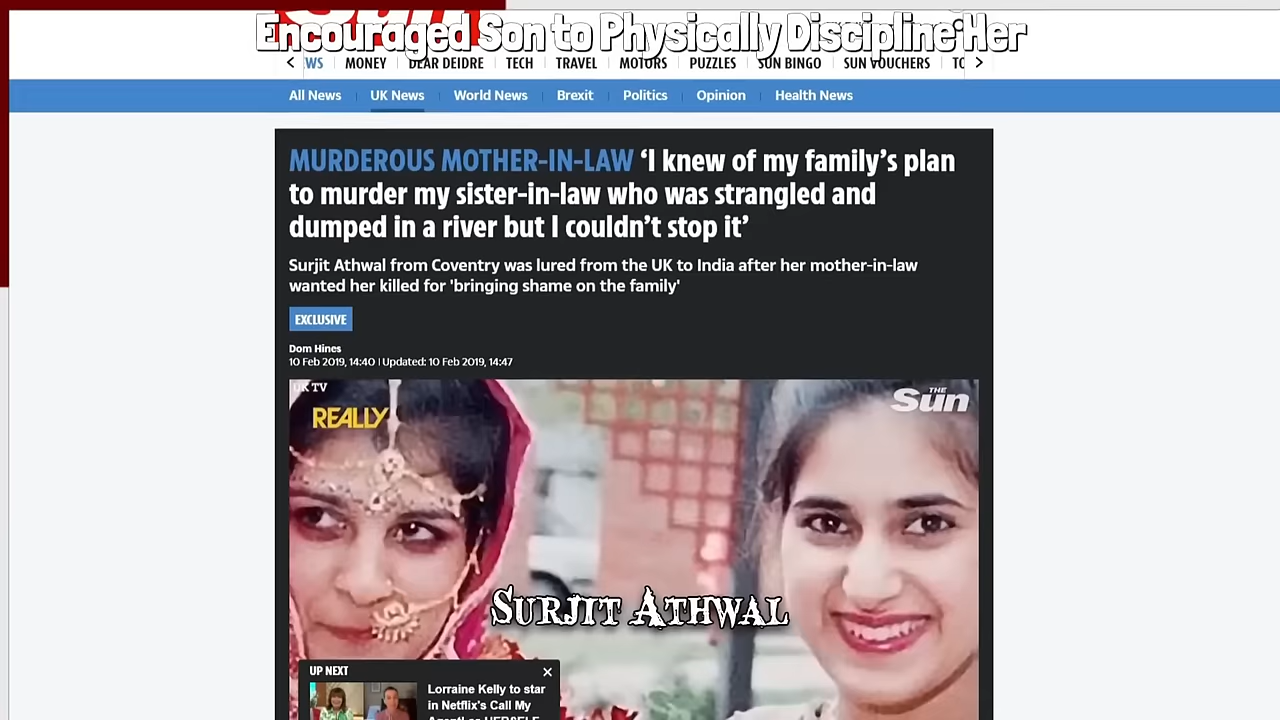 Encouraged Son to Physically Discipline Her
WS MONEY DEAR DEIDRE TECH TRAVEL MOTORS PUZZLES SUN BINGO SUN VOUCHERS TO
All News UK News World News Brexit Politics Opinion Health News
MURDEROUS MOTHER-IN-LAW ‘I knew of my family’s plan
to murder my sister-in-law who was strangled and
dumped in a river but I couldn’t stop it’
Surjit Athwal from Coventry was lured from the UK to India after her mother-in-law
wanted her killed for 'bringing shame on the family'
EXCLUSIVE
Dom Hines
10 Feb 2019, 14:40 | Updated: 10 Feb 2019, 14:47
UK TV
REALLY
THE Sun
Surjit Athwal
UP NEXT
Lorraine Kelly to star
in Netflix's Call My